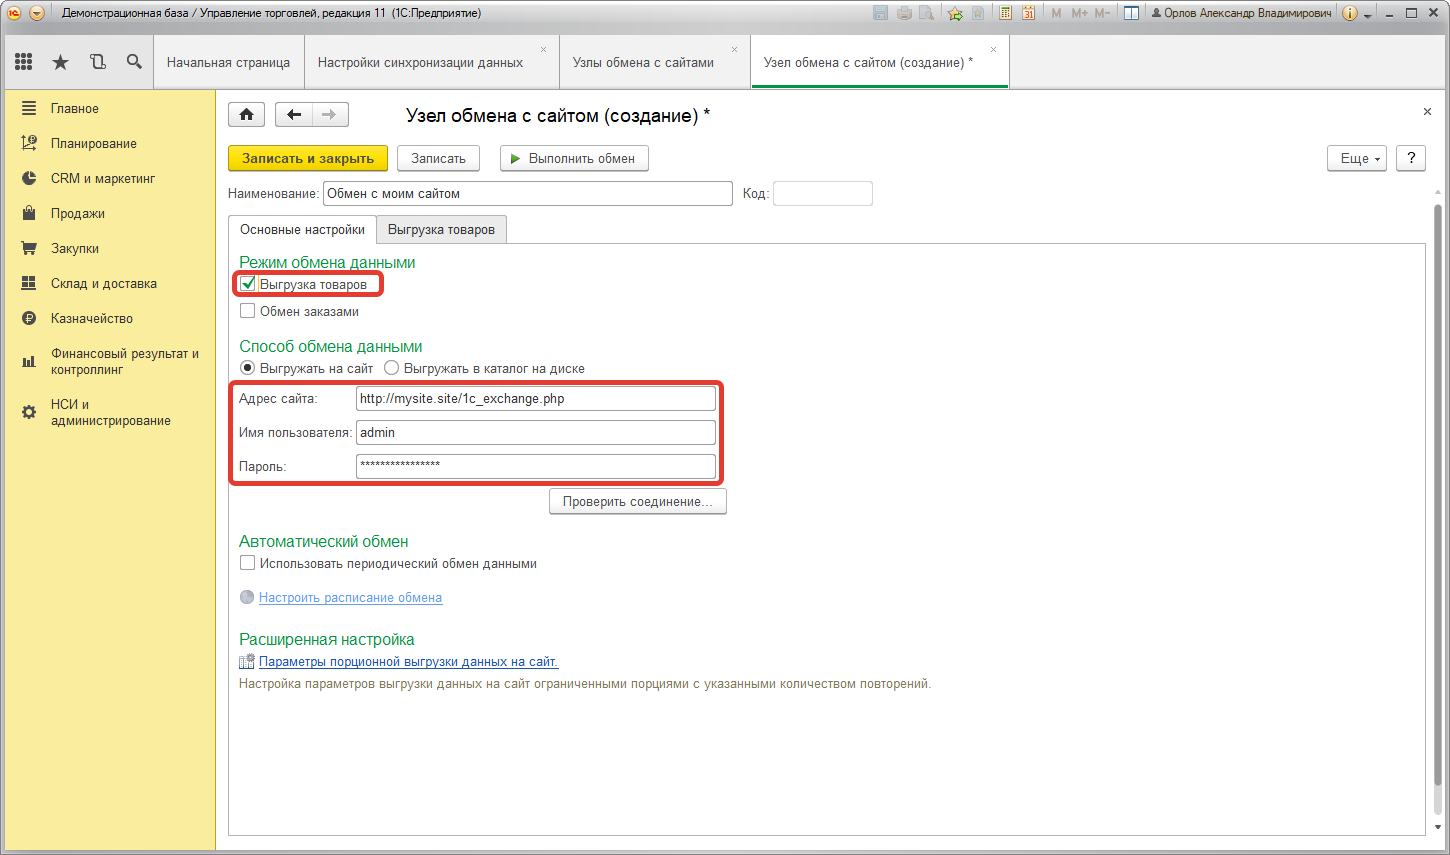 Демонстрационная база / Управление торговлей, редакция 11 (1С:Предприятие)
M M+ M-
Орлов Александр Владимирович
Начальная страница
Настройки синхронизации данных
Узлы обмена с сайтами
Узел обмена с сайтом (создание) *
Главное
Планирование
CRM и маркетинг
Продажи
Закупки
Склад и доставка
Казначейство
Финансовый результат и
контроллинг
НСИ и
администрирование
Узел обмена с сайтом (создание) *
Записать и закрыть
Записать
Выполнить обмен
Еще
?
Наименование: Обмен с моим сайтом
Код:
Основные настройки
Выгрузка товаров
Режим обмена данными
Выгрузка товаров
Обмен заказами
Способ обмена данными
Выгружать на сайт
Выгружать в каталог на диске
Адрес сайта: http://mysite.site/1c_exchange.php
Имя пользователя: admin
Пароль: ****************
Проверить соединение...
Автоматический обмен
Использовать периодический обмен данными
Настроить расписание обмена
Расширенная настройка
Параметры порционной выгрузки данных на сайт.
Настройка параметров выгрузки данных на сайт ограниченными порциями с указанными количеством повторений.